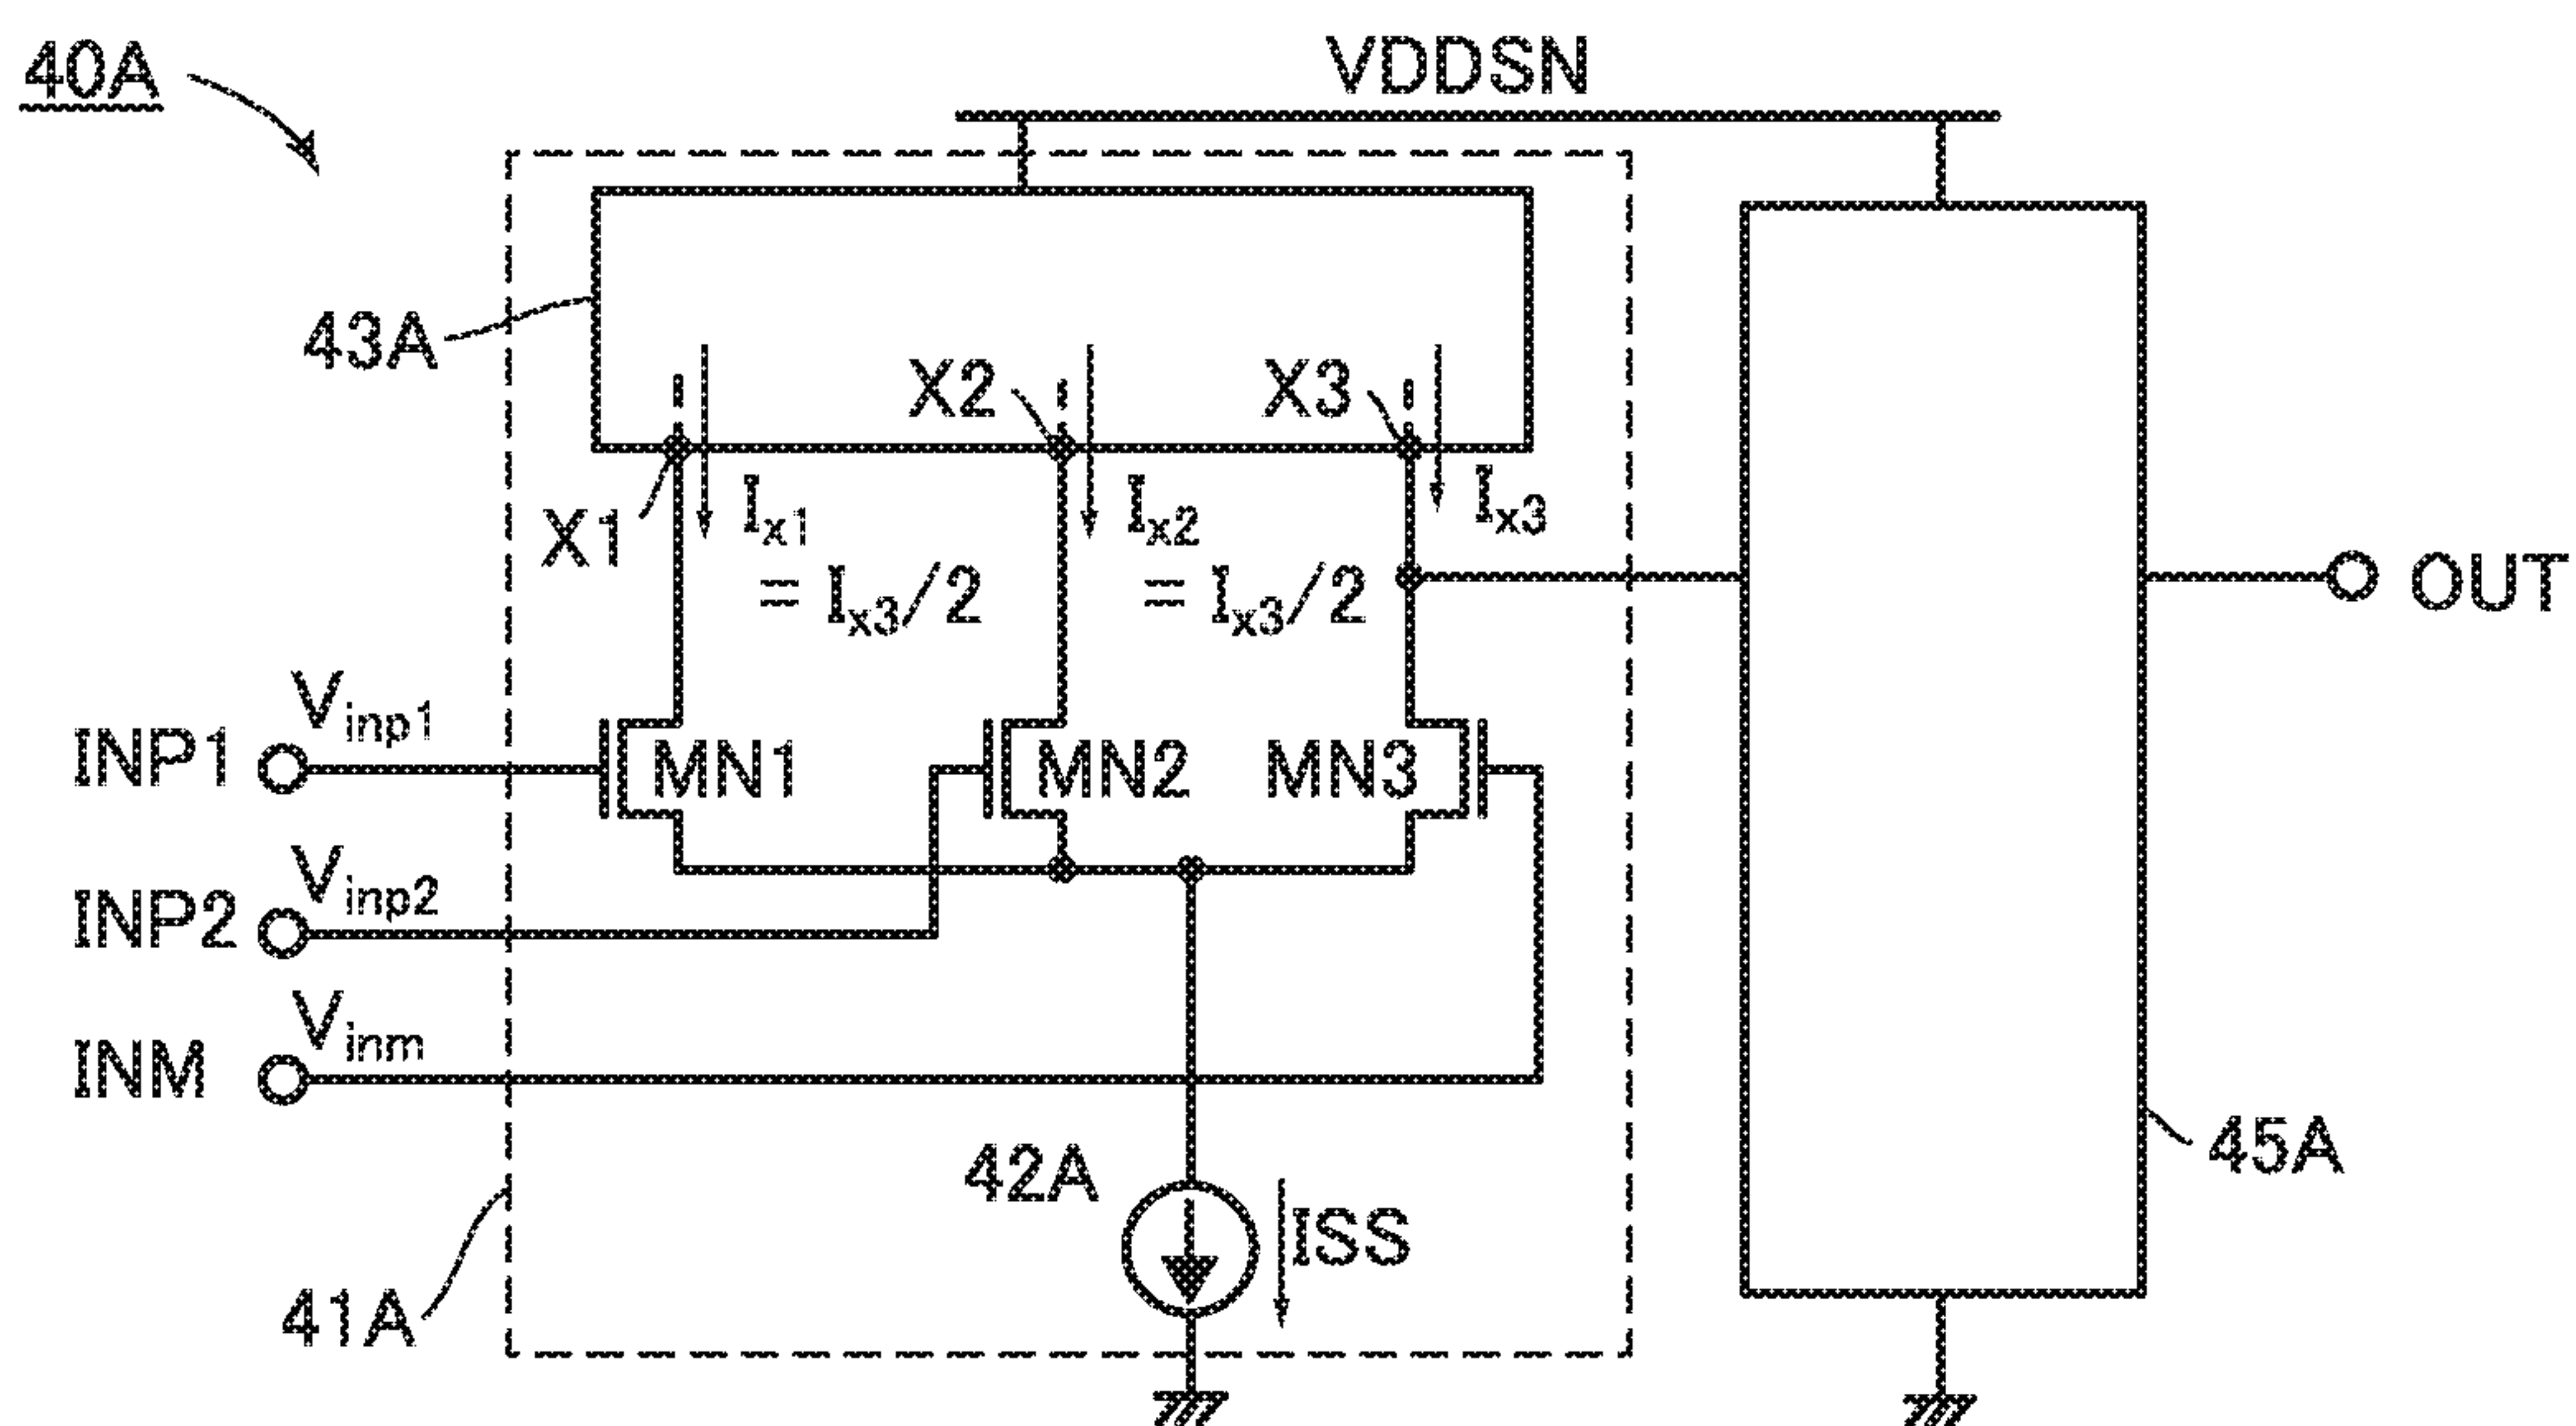 40A
VDDSN
43A
X2
X3
X1
Ix1
= Ix3/2
Ix2
= Ix3/2
Ix3
OUT
INP1
Vinp1
MN1
MN2
MN3
INP2
Vinp2
INM
Vinm
42A
ISS
45A
41A